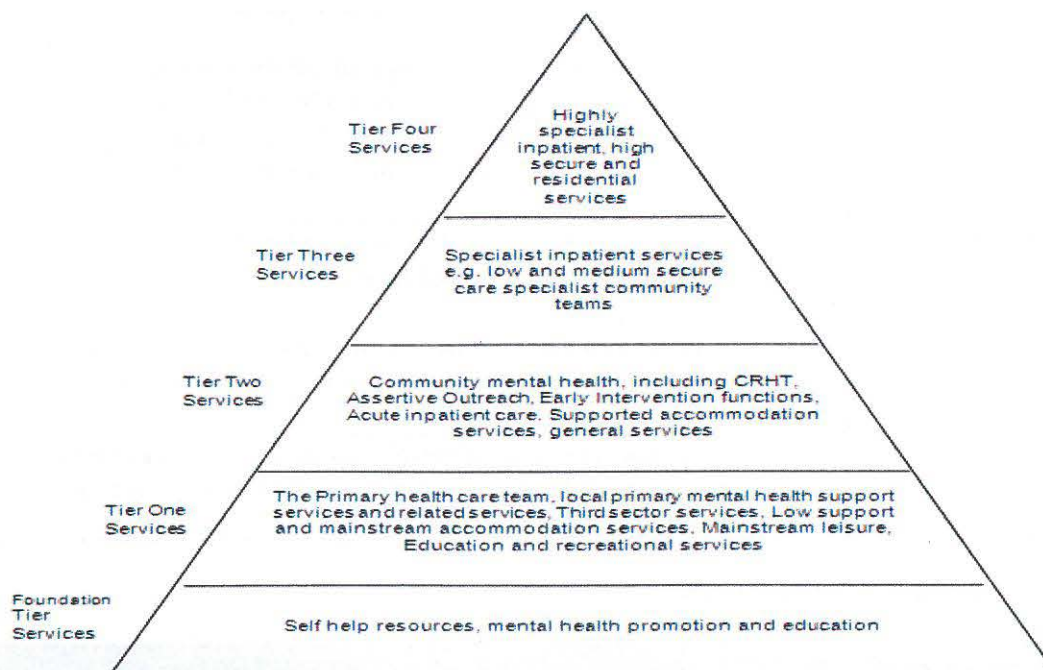 Tier Four
Services
Highly
specialist
inpatient, high
secure and
residential
services
Tier Three
Services
Specialist inpatient services
e.g. low and medium secure
care specialist community
teams
Tier Two
Services
Community mental health, including CRHT,
Assertive Outreach, Early Intervention functions,
Acute inpatient care. Supported accommodation
services, general services
Tier One
Services
The Primary health care team, local primary mental health support
services and related services, Third sector services, Low support
and mainstream accommodation services, Mainstream leisure,
Education and recreational services
Foundation
Tier
Services
Self help resources, mental health promotion and education